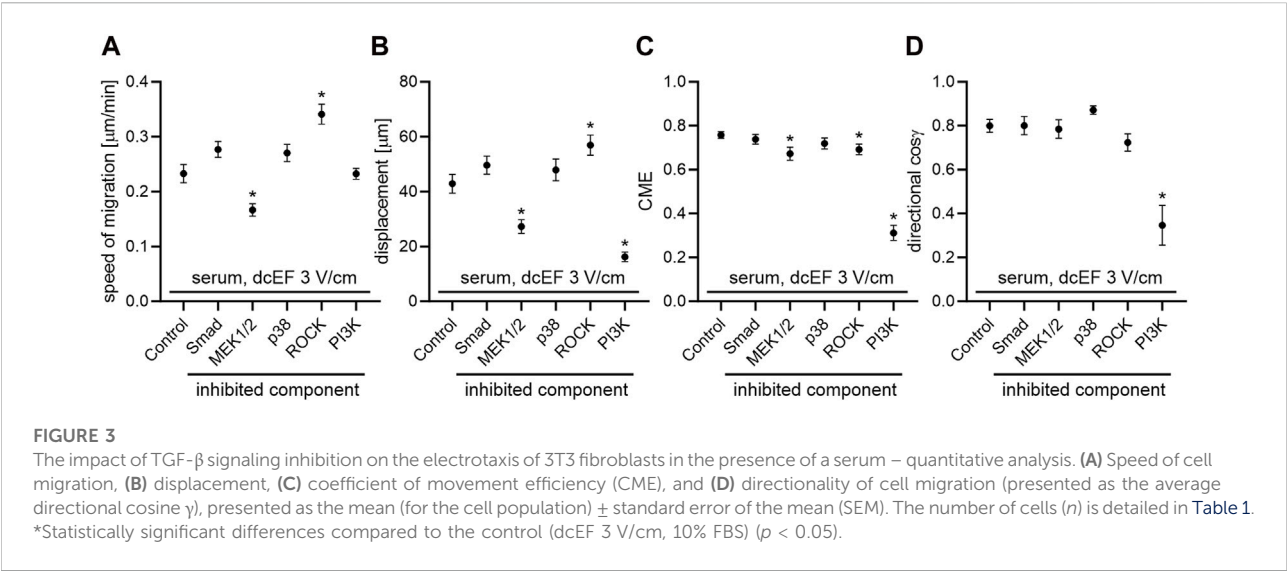 A
B
C
D
speed of migration [μm/min]
0.4
0.3
0.2
0.1
0.0
*
*
serum, dcEF 3 V/cm
Control
Smad
MEK1/2
p38
ROCK
PI3K
inhibited component
displacement [μm]
80
60
40
20
0
*
*
*
serum, dcEF 3 V/cm
Control
Smad
MEK1/2
p38
ROCK
PI3K
inhibited component
CME
1.0
0.8
0.6
0.4
0.2
0.0
*
*
*
serum, dcEF 3 V/cm
Control
Smad
MEK1/2
p38
ROCK
PI3K
inhibited component
directional cosγ
1.0
0.8
0.6
0.4
0.2
0.0
*
serum, dcEF 3 V/cm
Control
Smad
MEK1/2
p38
ROCK
PI3K
inhibited component
FIGURE 3
The impact of TGF-β signaling inhibition on the electrotaxis of 3T3 fibroblasts in the presence of a serum – quantitative analysis. (A) Speed of cell
migration, (B) displacement, (C) coefficient of movement efficiency (CME), and (D) directionality of cell migration (presented as the average
directional cosine γ), presented as the mean (for the cell population) ± standard error of the mean (SEM). The number of cells (n) is detailed in Table 1.
*Statistically significant differences compared to the control (dcEF 3 V/cm, 10% FBS) (p < 0.05).